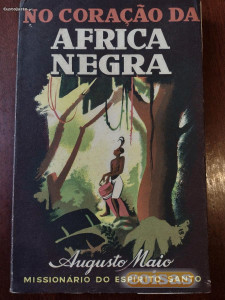 NO CORAÇÃO DA
AFRICA
NEGRA
Augusto Maio
MISSIONÁRIO DO ESPÍRITO SANTO